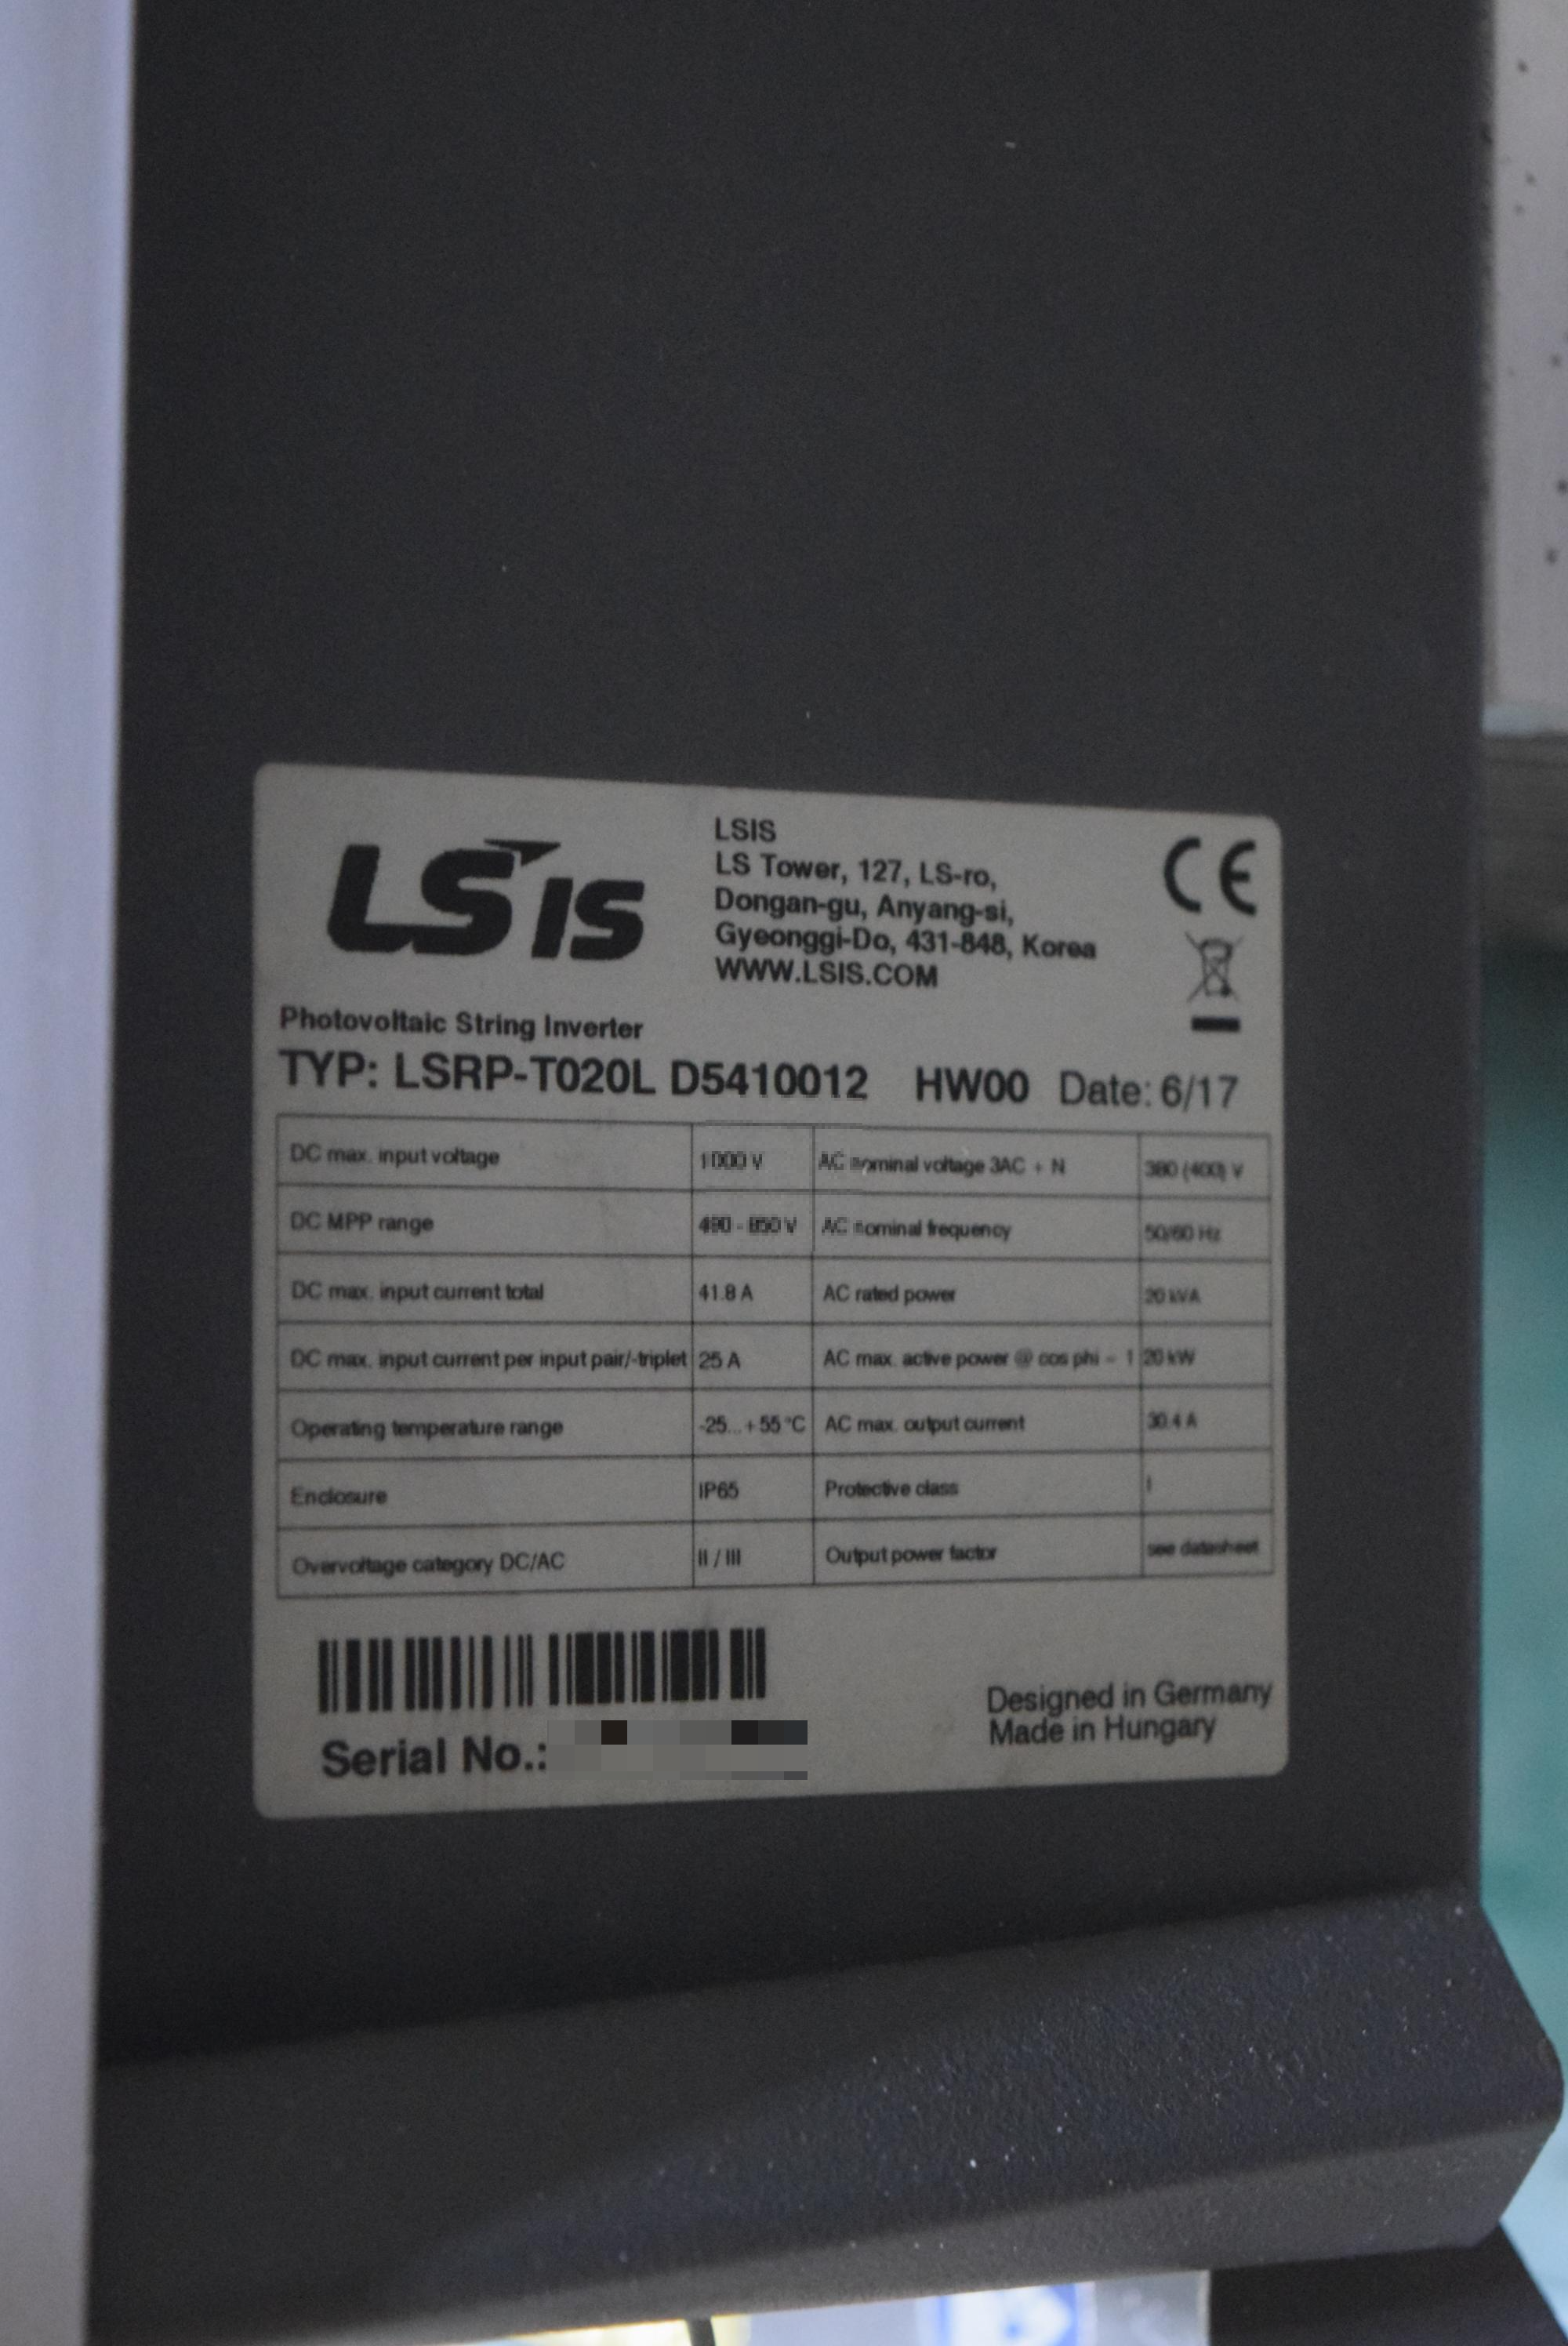 LSIS
LSIS
LS Tower, 127, LS-ro,
Dongan-gu, Anyang-si,
Gyeonggi-Do, 431-848, Korea
WWW.LSIS.COM
CE
Photovoltaic String Inverter
TYP: LSRP-T020L D5410012 HW00 Date: 6/17
DC max. input voltage 1000 V AC nominal voltage 3AC + N 380 (400) V
DC MPP range - 850 V AC nominal frequency 50/60 Hz
DC max. input current total 41.8 A AC rated power 20 kVA
DC max. input current per input pair/-triplet 25 A AC max. active power @ cos phi = 1 20 kW
Operating temperature range -25...+55 °C AC max. output current 30.4 A
Enclosure IP65 Protective class I
Overvoltage category DC/AC II / III Output power factor see datasheet
Serial No.:
Designed in Germany
Made in Hungary